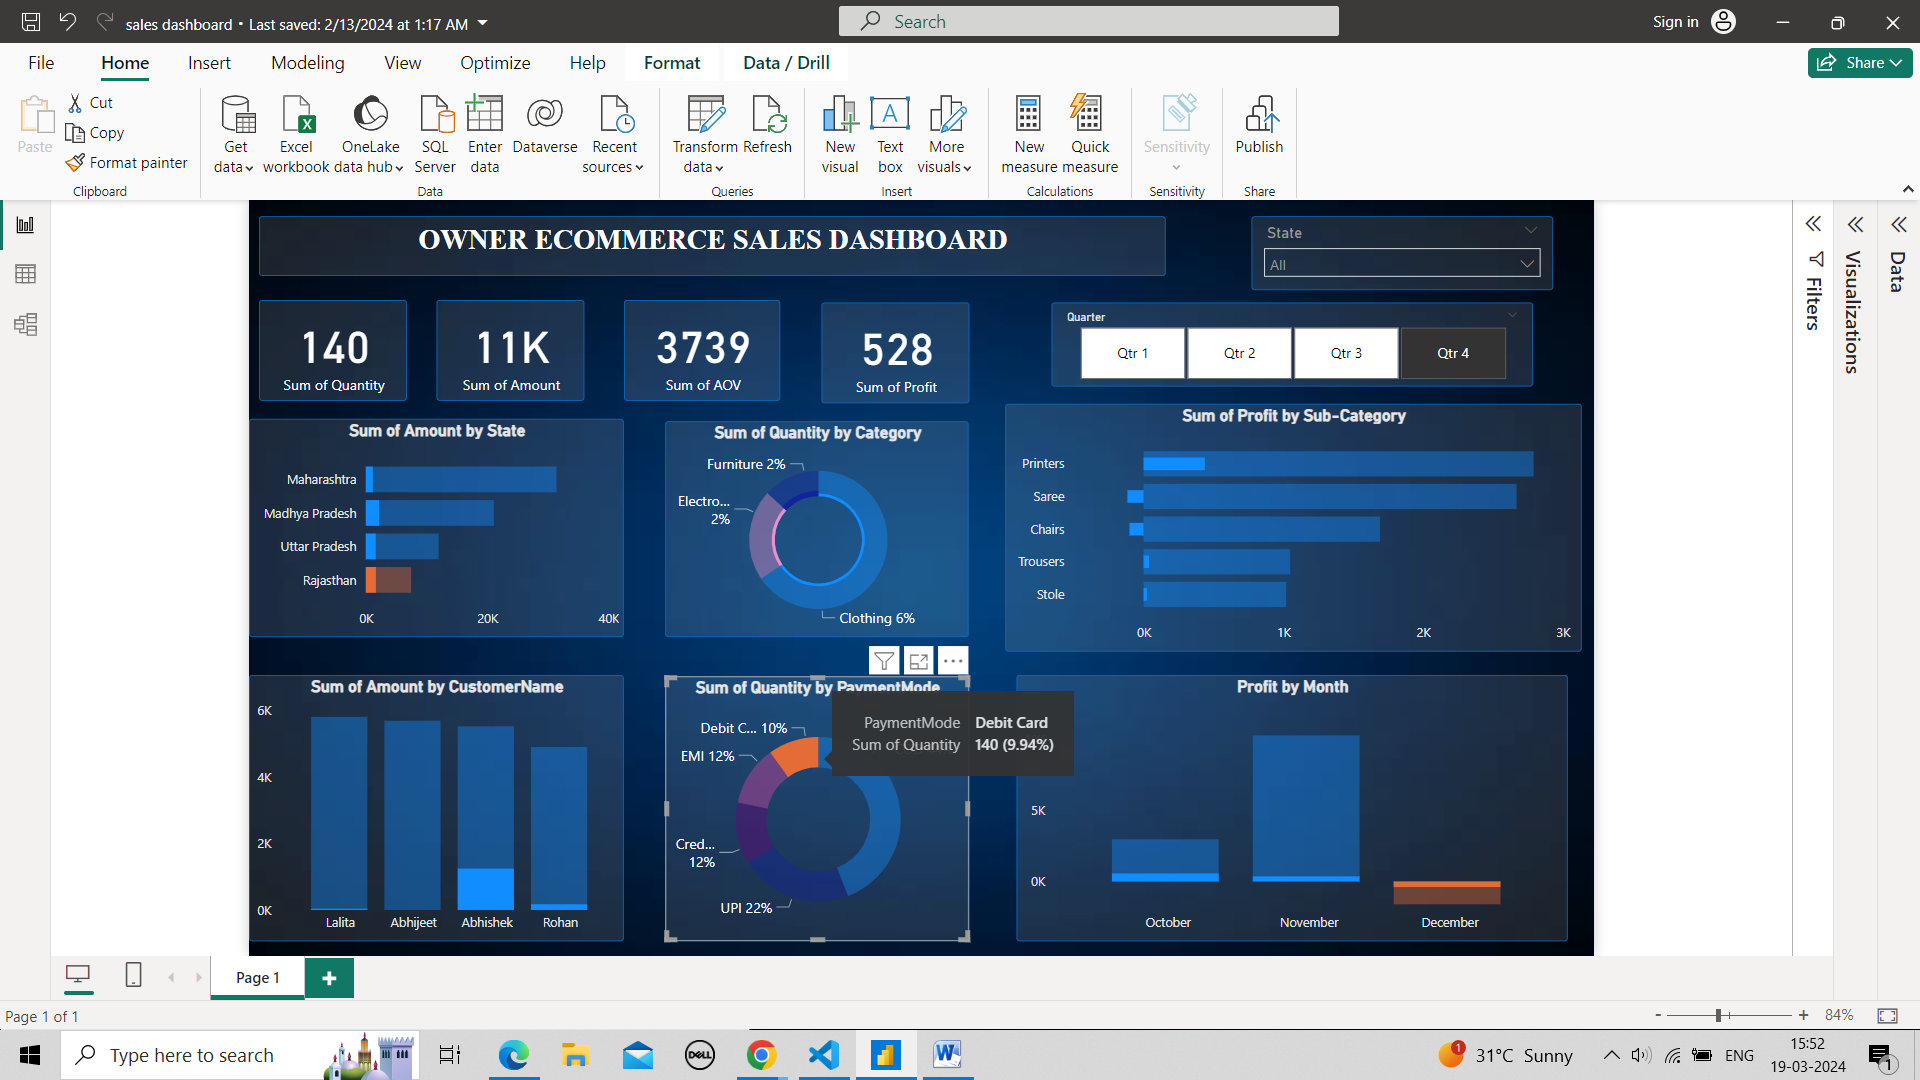 sales dashboard • Last saved: 2/13/2024 at 1:17 AM
Search
Sign in
File
Home
Insert
Modeling
View
Optimize
Help
Format
Data / Drill
Share
Paste
Cut
Copy
Format painter
Clipboard
Get data
Excel workbook
OneLake data hub
SQL Server
Enter data
Dataverse
Recent sources
Data
Transform data
Refresh
Queries
New visual
Text box
More visuals
Insert
New measure
Quick measure
Calculations
Sensitivity
Sensitivity
Publish
Share
OWNER ECOMMERCE SALES DASHBOARD
State
All
140
Sum of Quantity
11K
Sum of Amount
3739
Sum of AOV
528
Sum of Profit
Quarter
Qtr 1
Qtr 2
Qtr 3
Qtr 4
Sum of Amount by State
Maharashtra
Madhya Pradesh
Uttar Pradesh
Rajasthan
0K
20K
40K
Sum of Quantity by Category
Furniture 2%
Electro...
2%
Clothing 6%
Sum of Profit by Sub-Category
Printers
Saree
Chairs
Trousers
Stole
0K
1K
2K
3K
Sum of Amount by CustomerName
6K
4K
2K
0K
Lalita
Abhijeet
Abhishek
Rohan
Sum of Quantity by PaymentMode
Debit C... 10%
EMI 12%
Cred...
12%
UPI 22%
PaymentMode Debit Card
Sum of Quantity 140 (9.94%)
Profit by Month
5K
0K
October
November
December
Filters
Visualizations
Data
Page 1
Page 1 of 1
- + 84%
Type here to search
DELL
1
31°C Sunny
ENG
15:52
19-03-2024
1